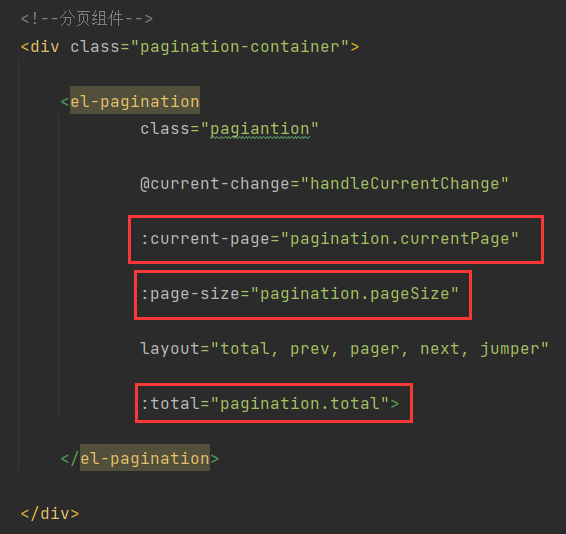 <!--分页组件-->
<div class="pagination-container">
<el-pagination
class="pagiantion"
@current-change="handleCurrentChange"
:current-page="pagination.currentPage"
:page-size="pagination.pageSize"
layout="total, prev, pager, next, jumper"
:total="pagination.total">
</el-pagination>
</div>